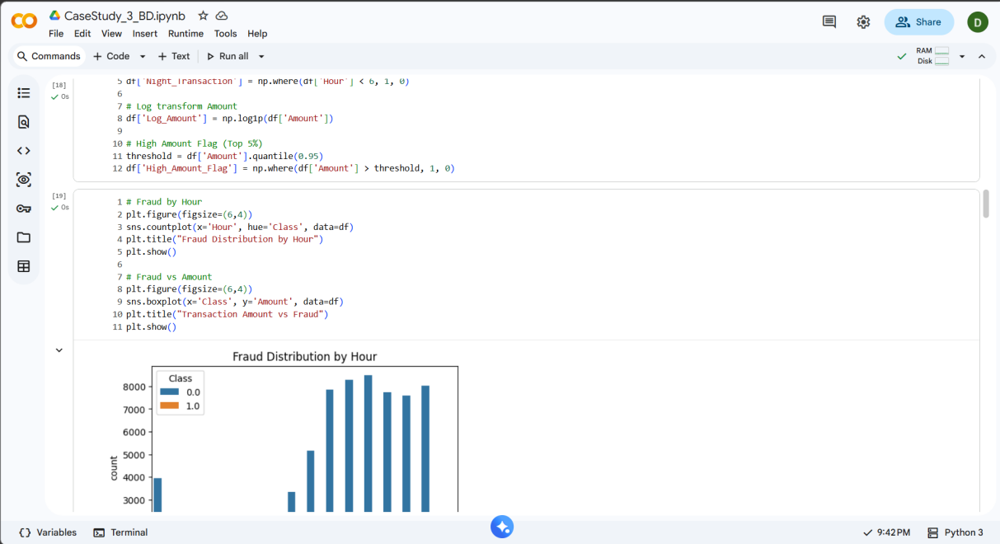 CO CaseStudy_3_BD.ipynb
File Edit View Insert Runtime Tools Help
Share
D
Commands + Code + Text Run all
RAM
Disk
[18]
0s
5 df['Night_Transaction'] = np.where(df['Hour'] < 6, 1, 0)
6
7 # Log transform Amount
8 df['Log_Amount'] = np.log1p(df['Amount'])
9
10 # High Amount Flag (Top 5%)
11 threshold = df['Amount'].quantile(0.95)
12 df['High_Amount_Flag'] = np.where(df['Amount'] > threshold, 1, 0)
[19]
0s
1 # Fraud by Hour
2 plt.figure(figsize=(6,4))
3 sns.countplot(x='Hour', hue='Class', data=df)
4 plt.title("Fraud Distribution by Hour")
5 plt.show()
6
7 # Fraud vs Amount
8 plt.figure(figsize=(6,4))
9 sns.boxplot(x='Class', y='Amount', data=df)
10 plt.title("Transaction Amount vs Fraud")
11 plt.show()
Fraud Distribution by Hour
Class
0.0
1.0
8000
7000
6000
5000
4000
3000
count
{} Variables Terminal
9:42PM Python 3